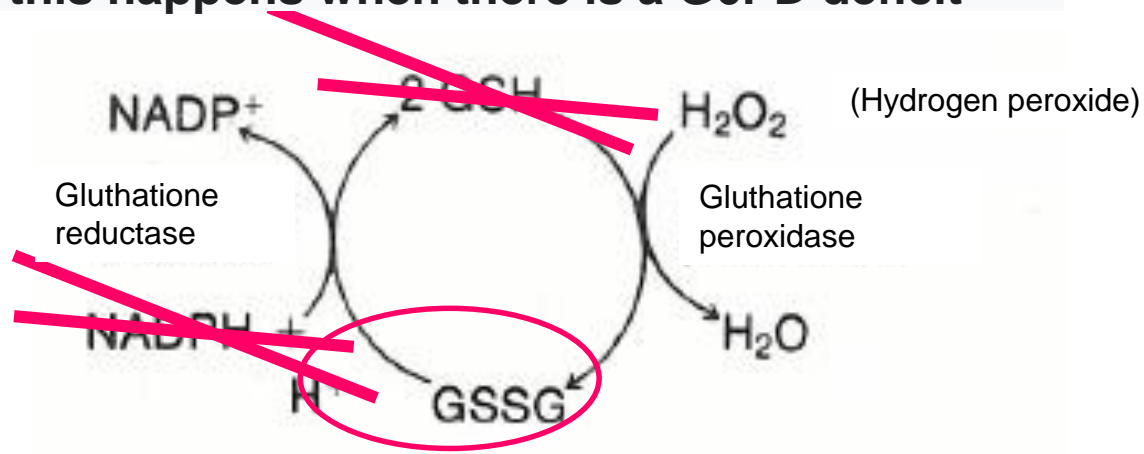 this happens when there is a G6PD deficit
NADP⁺
2 GSH
H₂O₂
(Hydrogen peroxide)
Gluthatione
reductase
Gluthatione
peroxidase
NADPH +
H⁺
GSSG
H₂O